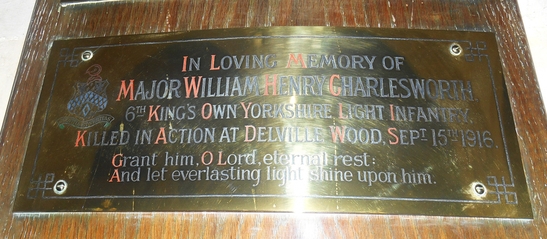 In Loving Memory of
Major William Henry Charlesworth.
6th King's Own Yorkshire Light Infantry.
Killed in Action at Delville Wood, Sept 15th 1916.
Grant him, O Lord, eternal rest:
And let everlasting light shine upon him.